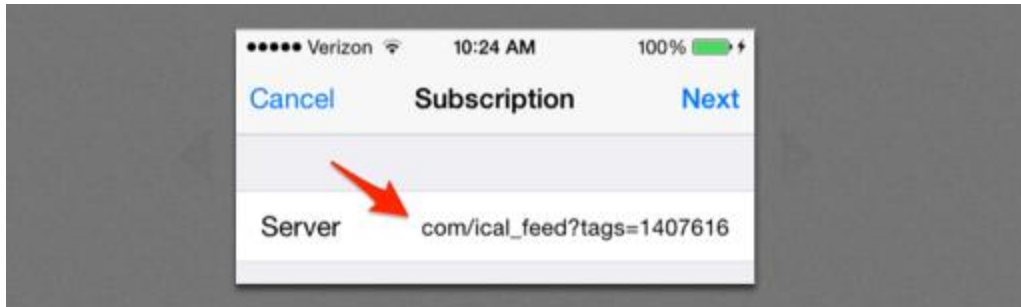 Verizon 10:24 AM 100%
Cancel Subscription Next
Server com/ical_feed?tags=1407616